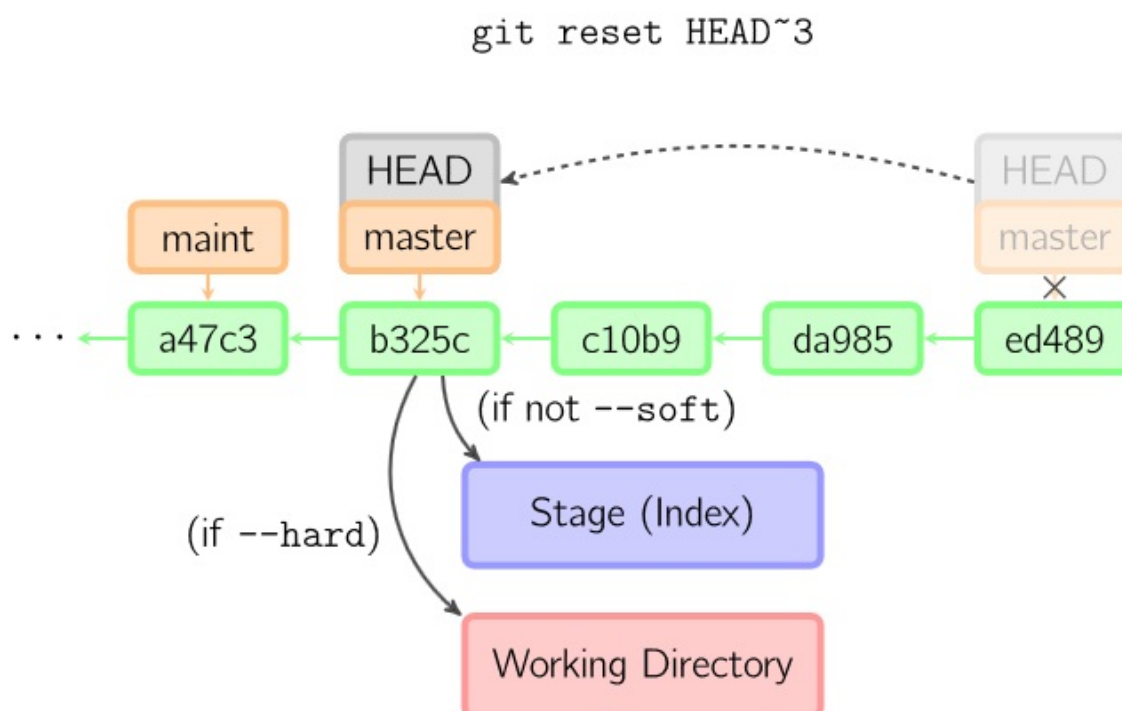 git reset HEAD~3
HEAD
HEAD
maint
master
master
... a47c3
b325c
c10b9
da985
ed489
(if not --soft)
Stage (Index)
(if --hard)
Working Directory